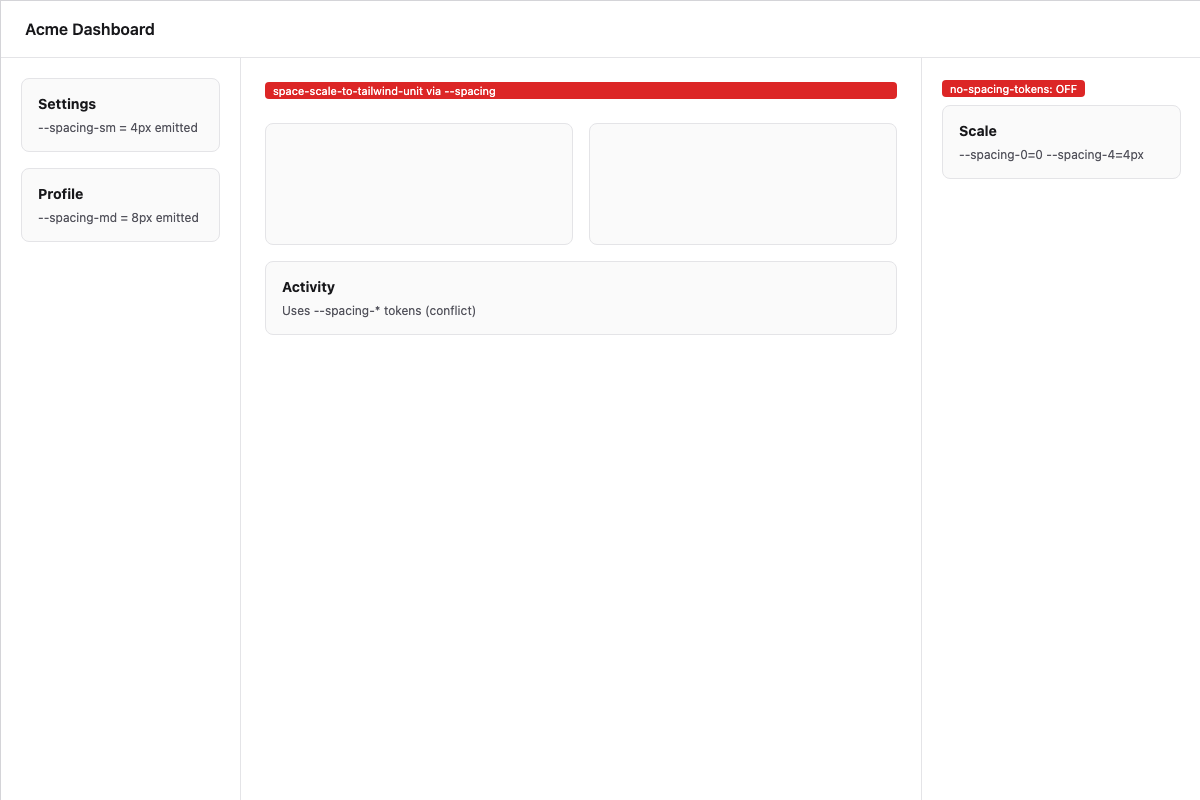 Acme Dashboard
Settings
--spacing-sm = 4px emitted
Profile
--spacing-md = 8px emitted
space-scale-to-tailwind-unit via --spacing
Activity
Uses --spacing-* tokens (conflict)
no-spacing-tokens: OFF
Scale
--spacing-0=0 --spacing-4=4px